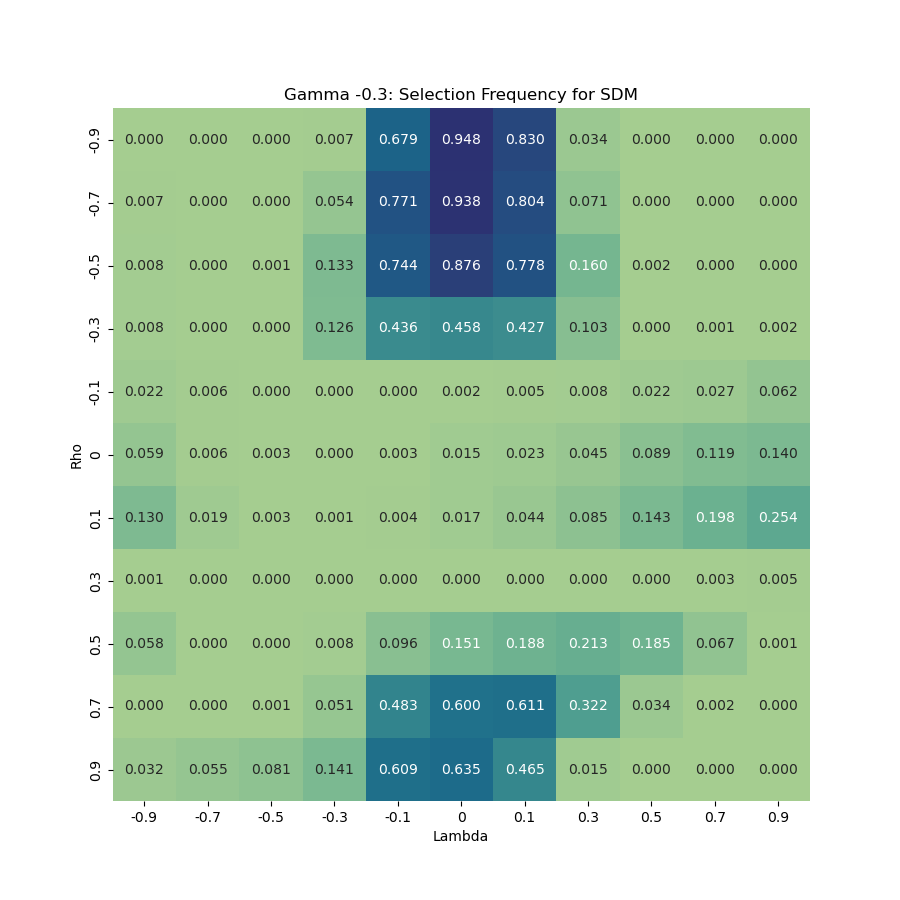 Gamma -0.3: Selection Frequency for SDM
-0.9 0.000 0.000 0.000 0.007 0.679 0.948 0.830 0.034 0.000 0.000 0.000
-0.7 0.007 0.000 0.000 0.054 0.771 0.938 0.804 0.071 0.000 0.000 0.000
-0.5 0.008 0.000 0.001 0.133 0.744 0.876 0.778 0.160 0.002 0.000 0.000
-0.3 0.008 0.000 0.000 0.126 0.436 0.458 0.427 0.103 0.000 0.001 0.002
-0.1 0.022 0.006 0.000 0.000 0.000 0.002 0.005 0.008 0.022 0.027 0.062
Rho
0 0.059 0.006 0.003 0.000 0.003 0.015 0.023 0.045 0.089 0.119 0.140
0.1 0.130 0.019 0.003 0.001 0.004 0.017 0.044 0.085 0.143 0.198 0.254
0.3 0.001 0.000 0.000 0.000 0.000 0.000 0.000 0.000 0.000 0.003 0.005
0.5 0.058 0.000 0.000 0.008 0.096 0.151 0.188 0.213 0.185 0.067 0.001
0.7 0.000 0.000 0.001 0.051 0.483 0.600 0.611 0.322 0.034 0.002 0.000
0.9 0.032 0.055 0.081 0.141 0.609 0.635 0.465 0.015 0.000 0.000 0.000
-0.9 -0.7 -0.5 -0.3 -0.1 0 0.1 0.3 0.5 0.7 0.9
Lambda